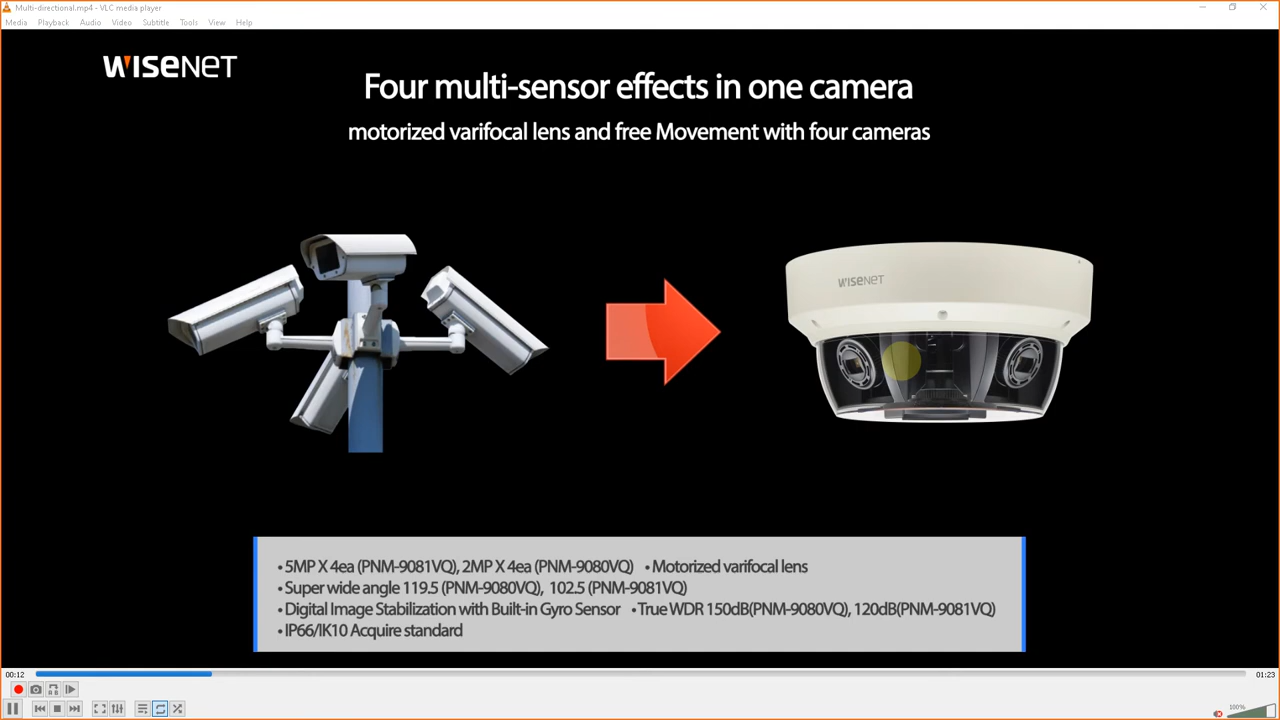 Multi-directional.mp4 - VLC media player
Media Playback Audio Video Subtitle Tools View Help
WISENET
Four multi-sensor effects in one camera
motorized varifocal lens and free Movement with four cameras
WISENET
• 5MP X 4ea (PNM-9081VQ), 2MP X 4ea (PNM-9080VQ) • Motorized varifocal lens
• Super wide angle 119.5 (PNM-9080VQ), 102.5 (PNM-9081VQ)
• Digital Image Stabilization with Built-in Gyro Sensor • True WDR 150dB(PNM-9080VQ), 120dB(PNM-9081VQ)
• IP66/IK10 Acquire standard
00:12 01:23
100%